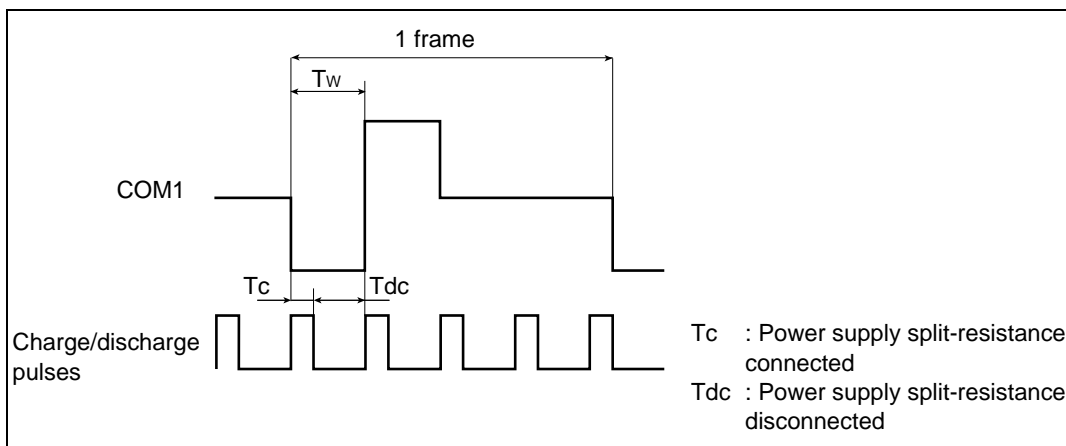 1 frame
Tw
COM1
Tc
Tdc
Charge/discharge
pulses
Tc : Power supply split-resistance
connected
Tdc : Power supply split-resistance
disconnected